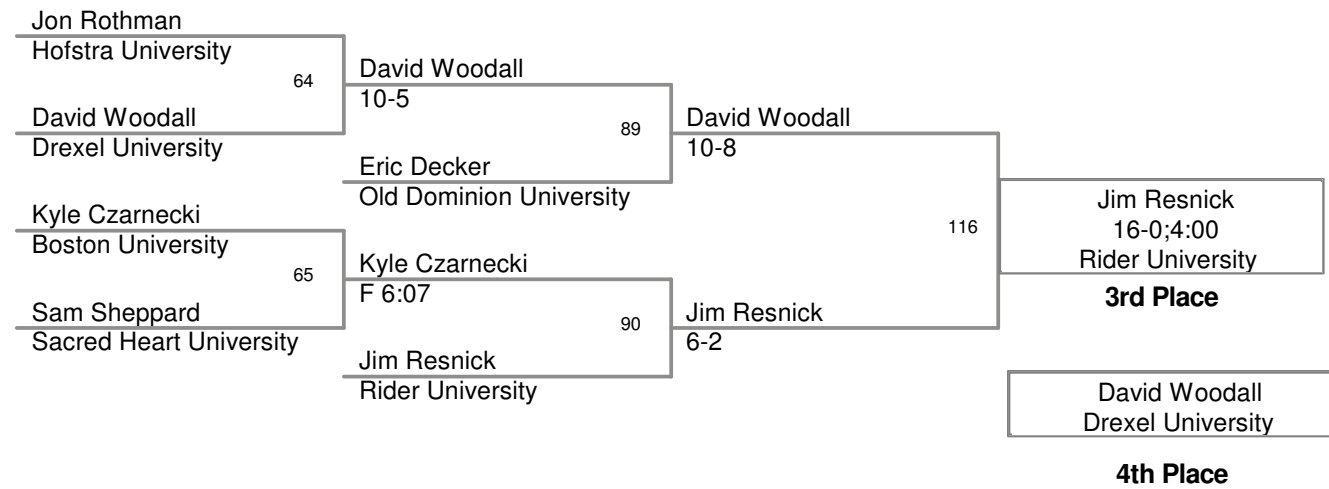 Jon Rothman
Hofstra University
64
David Woodall
10-5
David Woodall
Drexel University
89
David Woodall
10-8
Eric Decker
Old Dominion University
Kyle Czarnecki
Boston University
65
Kyle Czarnecki
F 6:07
Sam Sheppard
Sacred Heart University
90
Jim Resnick
6-2
Jim Resnick
Rider University
116
Jim Resnick
16-0;4:00
Rider University
3rd Place
David Woodall
Drexel University
4th Place